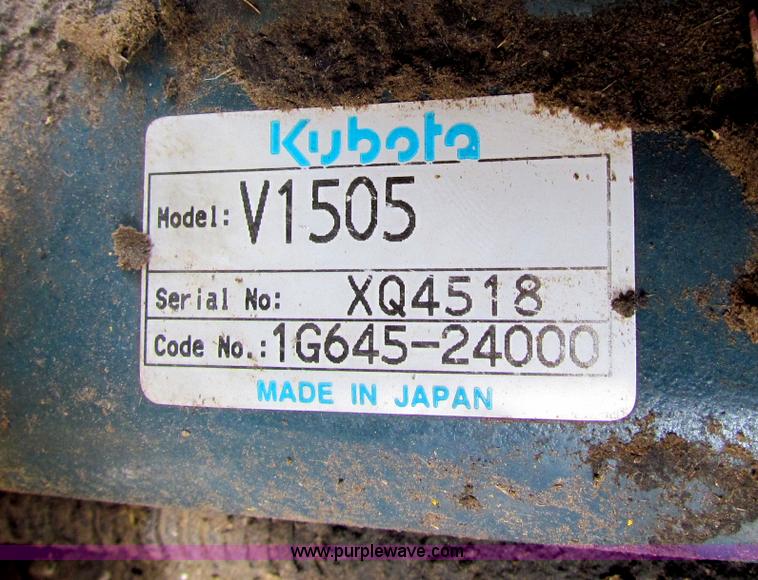 Kubota
Model: V1505
Serial No: XQ4518
Code No.: 1G645-24000
MADE IN JAPAN
www.purplewave.com